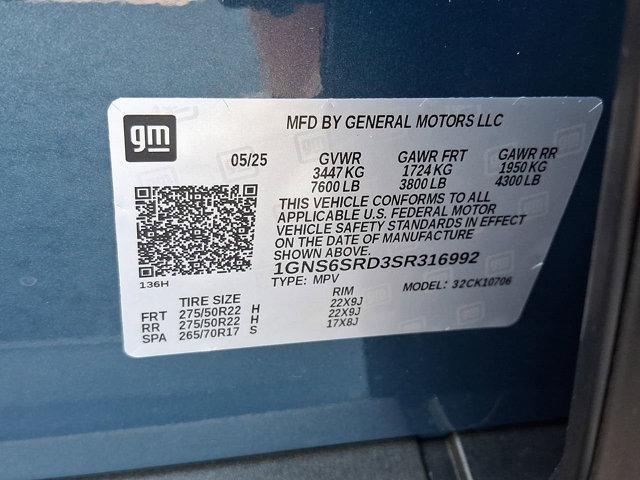 gm
MFD BY GENERAL MOTORS LLC
05/25 GVWR GAWR FRT GAWR RR
3447 KG 1724 KG 1950 KG
7600 LB 3800 LB 4300 LB
THIS VEHICLE CONFORMS TO ALL
APPLICABLE U.S. FEDERAL MOTOR
VEHICLE SAFETY STANDARDS IN EFFECT
ON THE DATE OF MANUFACTURE
SHOWN ABOVE.
1GNS6SRD3SR316992
136H
TYPE: MPV MODEL: 32CK10706
TIRE SIZE RIM
FRT 275/50R22 H 22X9J
RR 275/50R22 H 22X9J
SPA 265/70R17 S 17X8J